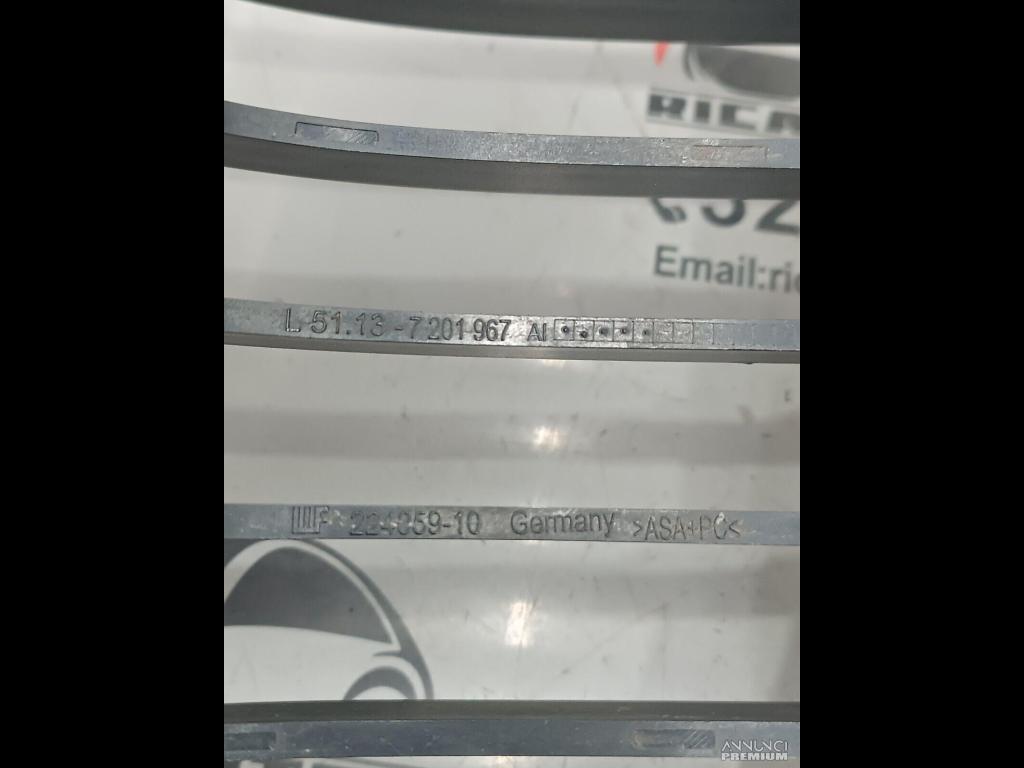 RICA
Email:ri
L 51.13-7 201 967 AI
224859-10 Germany >ASA+PC<
ANNUNCI
PREMIUM